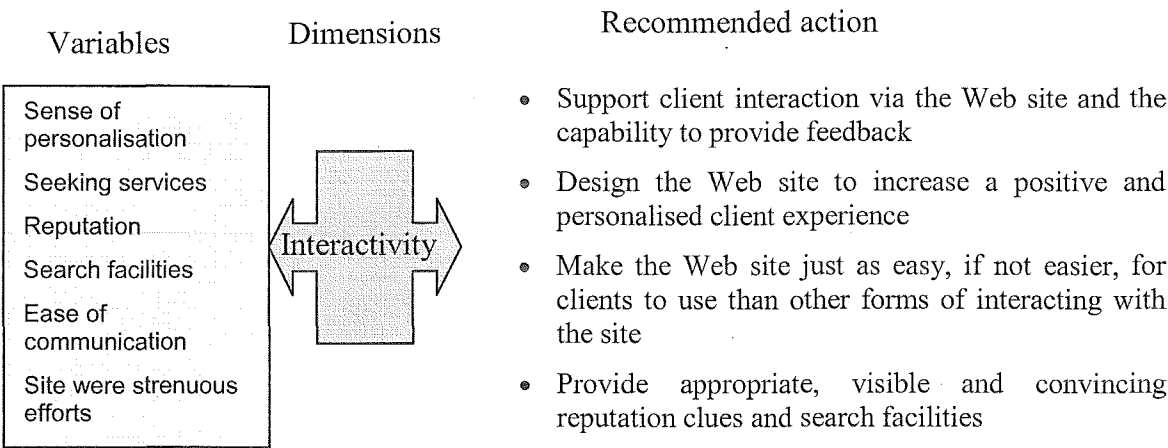 Variables
Dimensions
Recommended action
Sense of
personalisation
Seeking services
Reputation
Search facilities
Ease of
communication
Site were strenuous
efforts
Interactivity
• Support client interaction via the Web site and the
capability to provide feedback
• Design the Web site to increase a positive and
personalised client experience
• Make the Web site just as easy, if not easier, for
clients to use than other forms of interacting with
the site
• Provide appropriate, visible and convincing
reputation clues and search facilities